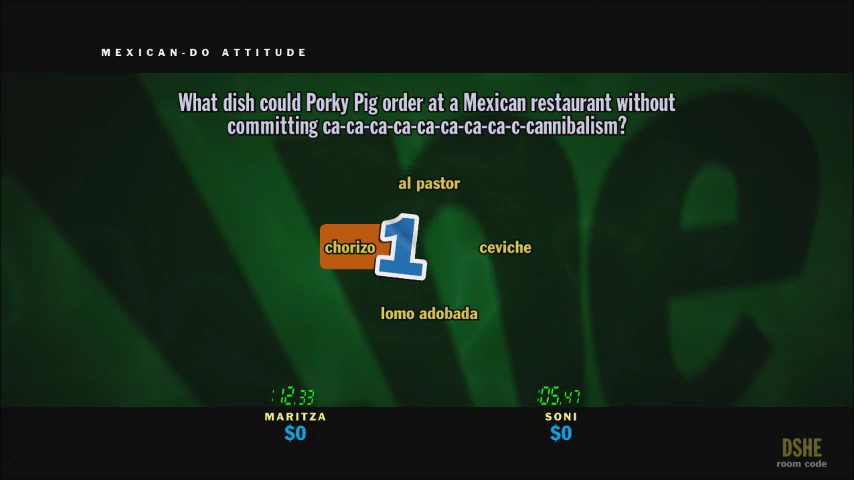 MEXICAN-DO ATTITUDE
What dish could Porky Pig order at a Mexican restaurant without
committing ca-ca-ca-ca-ca-ca-ca-ca-c-cannibalism?
al pastor
chorizo 1 ceviche
lomo adobada
:12.33 :05.47
MARITZA SONI
$0 $0
DSHE
room code